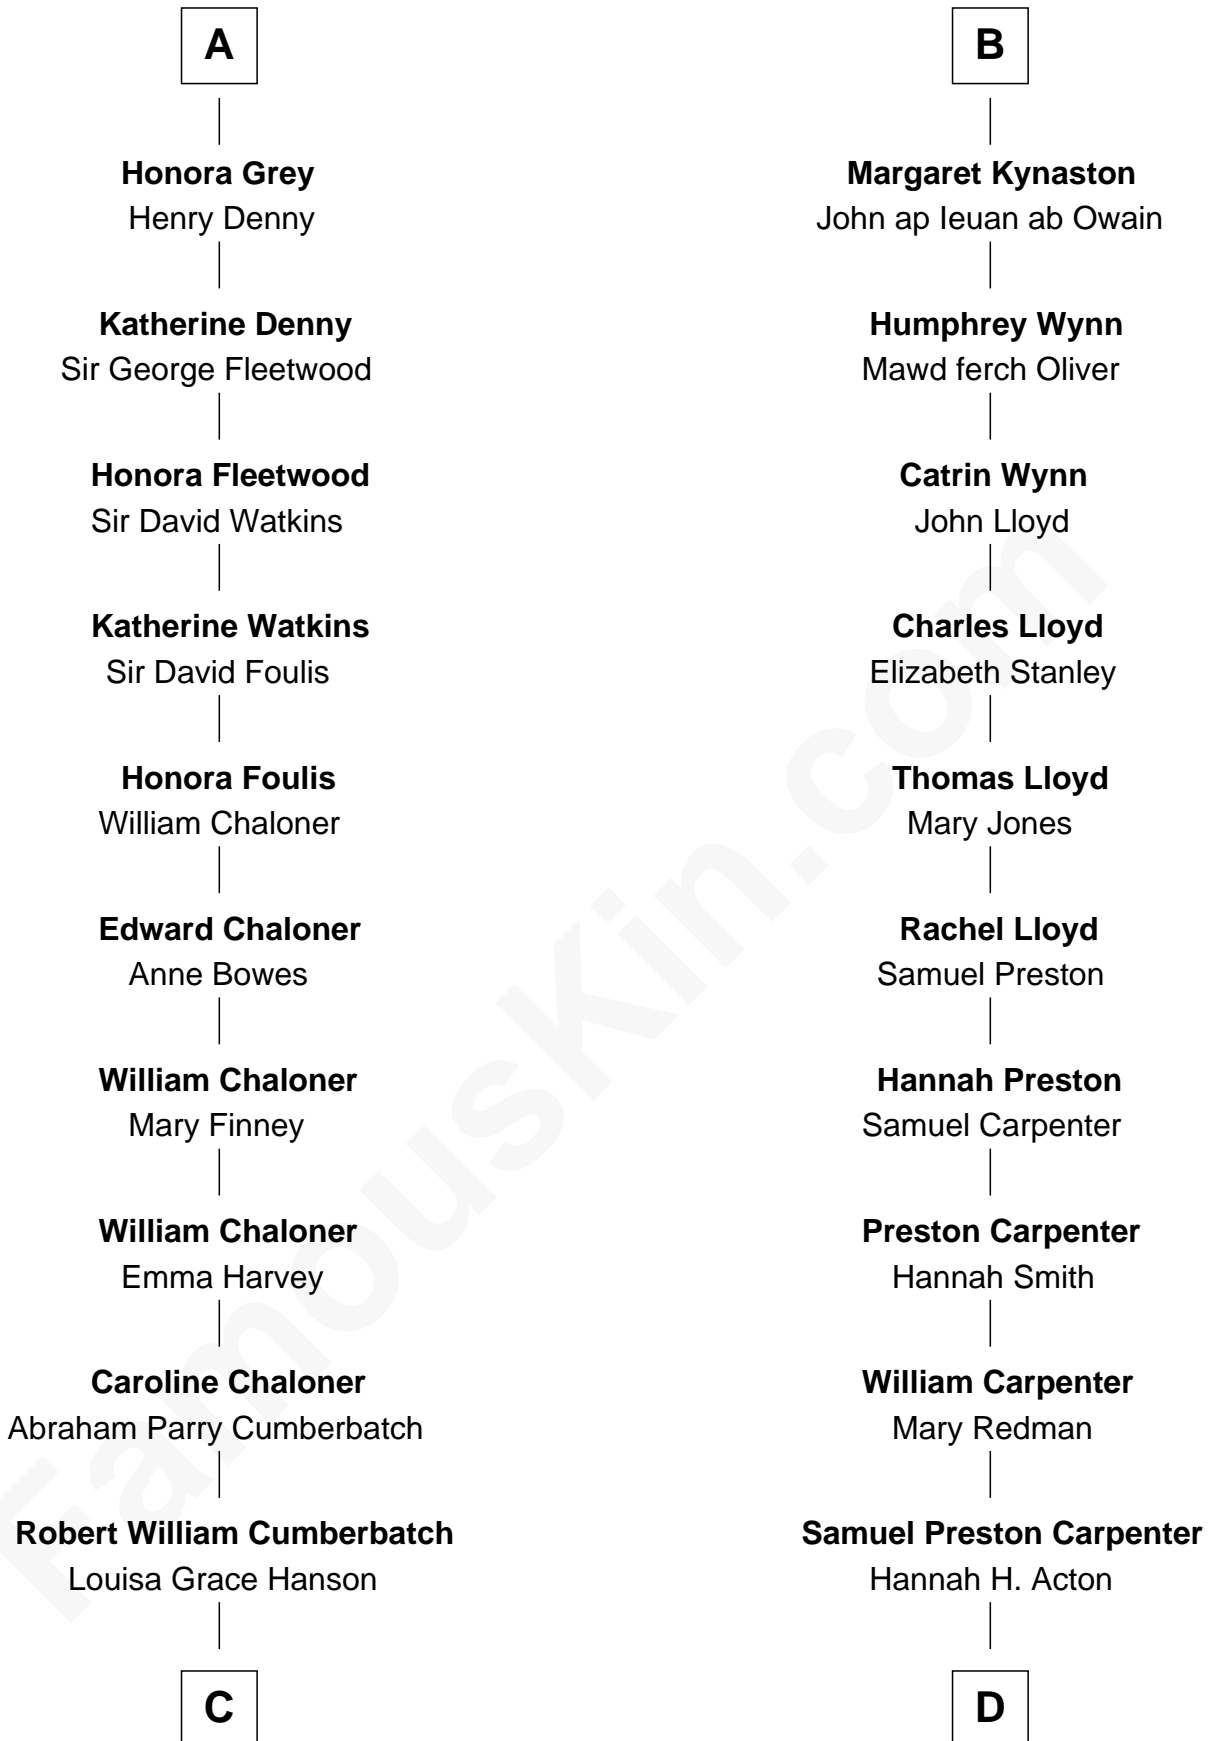 A
Honora Grey
Henry Denny
Katherine Denny
Sir George Fleetwood
Honora Fleetwood
Sir David Watkins
Katherine Watkins
Sir David Foulis
Honora Foulis
William Chaloner
Edward Chaloner
Anne Bowes
William Chaloner
Mary Finney
William Chaloner
Emma Harvey
Caroline Chaloner
Abraham Parry Cumberbatch
Robert William Cumberbatch
Louisa Grace Hanson
C
B
Margaret Kynaston
John ap Ieuan ab Owain
Humphrey Wynn
Mawd ferch Oliver
Catrin Wynn
John Lloyd
Charles Lloyd
Elizabeth Stanley
Thomas Lloyd
Mary Jones
Rachel Lloyd
Samuel Preston
Hannah Preston
Samuel Carpenter
Preston Carpenter
Hannah Smith
William Carpenter
Mary Redman
Samuel Preston Carpenter
Hannah H. Acton
D
FamousKin.com